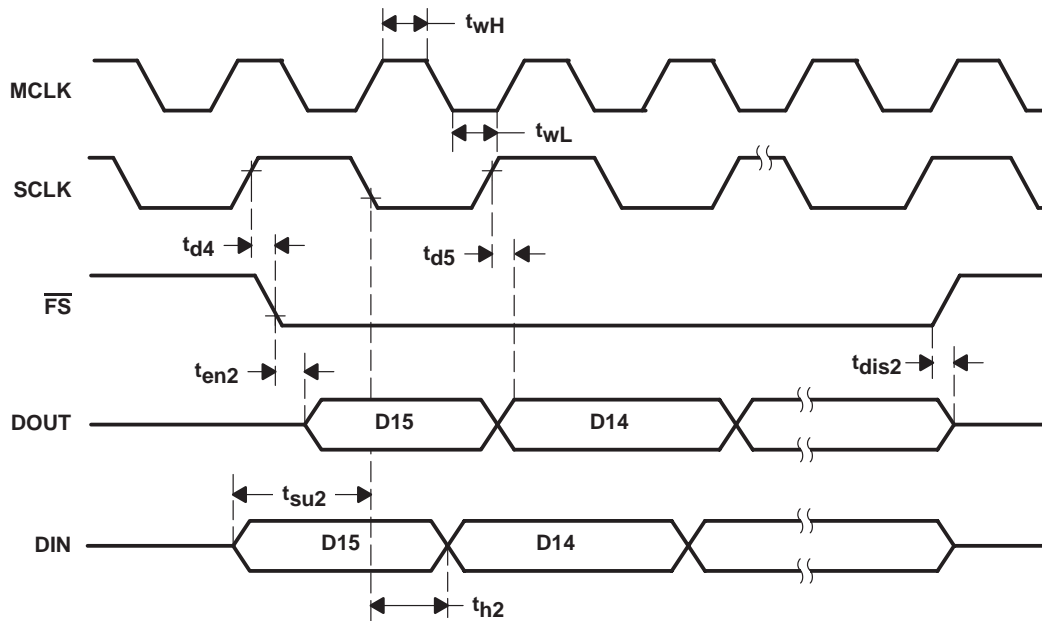 twH
MCLK
twL
SCLK
td4
td5
FS
ten2
tdis2
DOUT
D15
D14
tsu2
DIN
D15
D14
th2